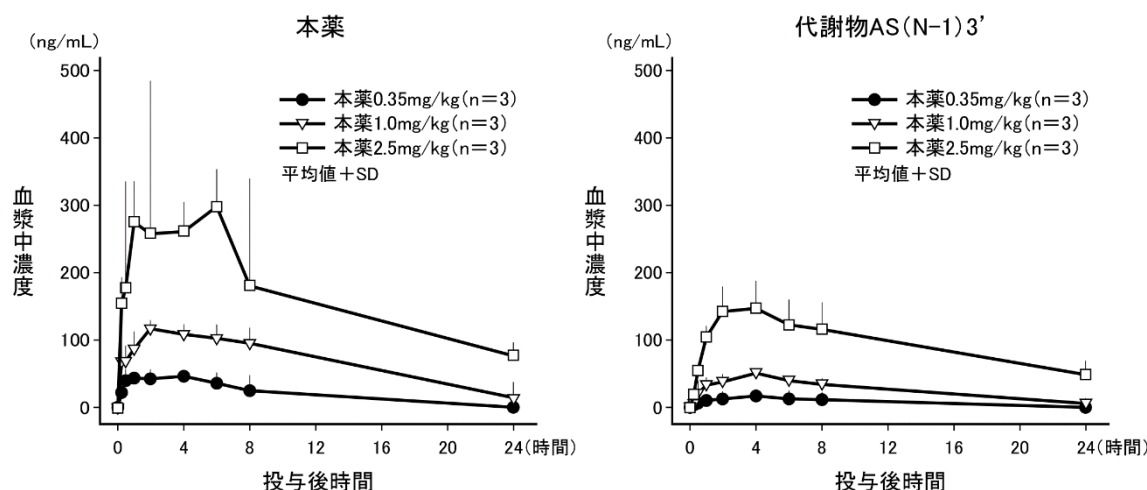 本薬
(ng/mL)
500
400
300
200
100
0
血漿中濃度
本薬0.35mg/kg(n=3)
本薬1.0mg/kg(n=3)
本薬2.5mg/kg(n=3)
平均値+SD
0 4 8 12 16 20 24(時間)
投与後時間
代謝物AS(N-1)3'
(ng/mL)
500
400
300
200
100
0
血漿中濃度
本薬0.35mg/kg(n=3)
本薬1.0mg/kg(n=3)
本薬2.5mg/kg(n=3)
平均値+SD
0 4 8 12 16 20 24(時間)
投与後時間